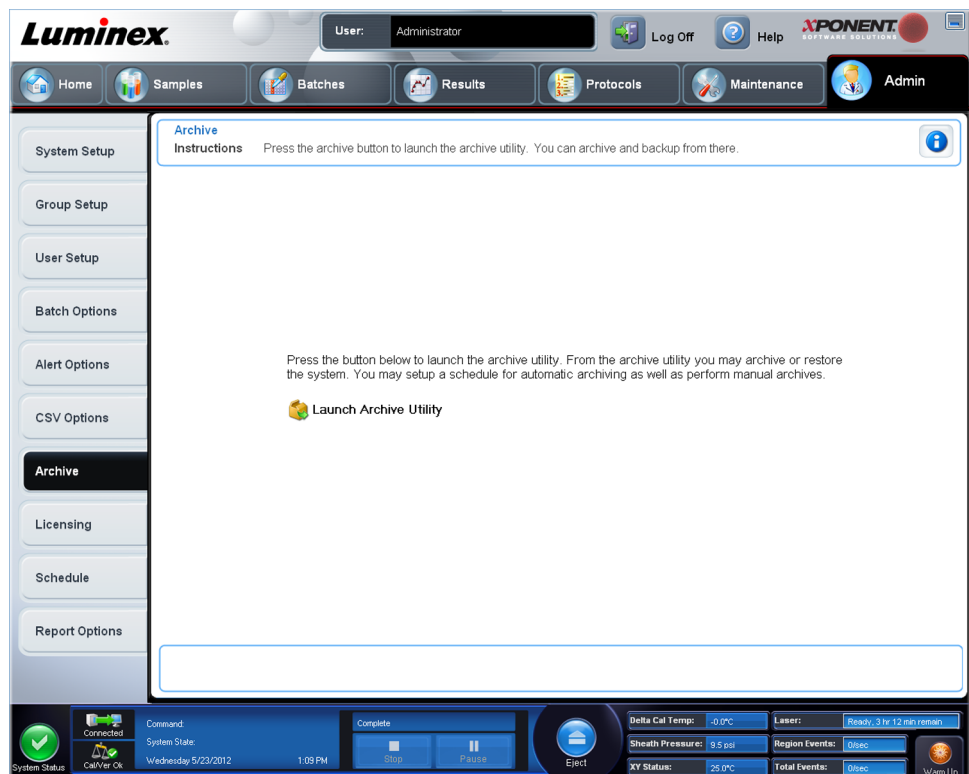 Luminex.
User: Administrator
Log Off
Help
XPONENT.
SOFTWARE SOLUTIONS
Home
Samples
Batches
Results
Protocols
Maintenance
Admin
System Setup
Group Setup
User Setup
Batch Options
Alert Options
CSV Options
Archive
Licensing
Schedule
Report Options
Archive
Instructions Press the archive button to launch the archive utility. You can archive and backup from there.
Press the button below to launch the archive utility. From the archive utility you may archive or restore
the system. You may setup a schedule for automatic archiving as well as perform manual archives.
Launch Archive Utility
System Status
Connected
Cal/Ver Ok
Command:
System State:
Wednesday 5/23/2012 1:09 PM
Complete
Stop
Pause
Eject
Delta Cal Temp: -0.0°C
Sheath Pressure: 9.5 psi
XY Status: 25.0°C
Laser: Ready, 3 hr 12 min remain
Region Events: 0/sec
Total Events: 0/sec
Warm Up